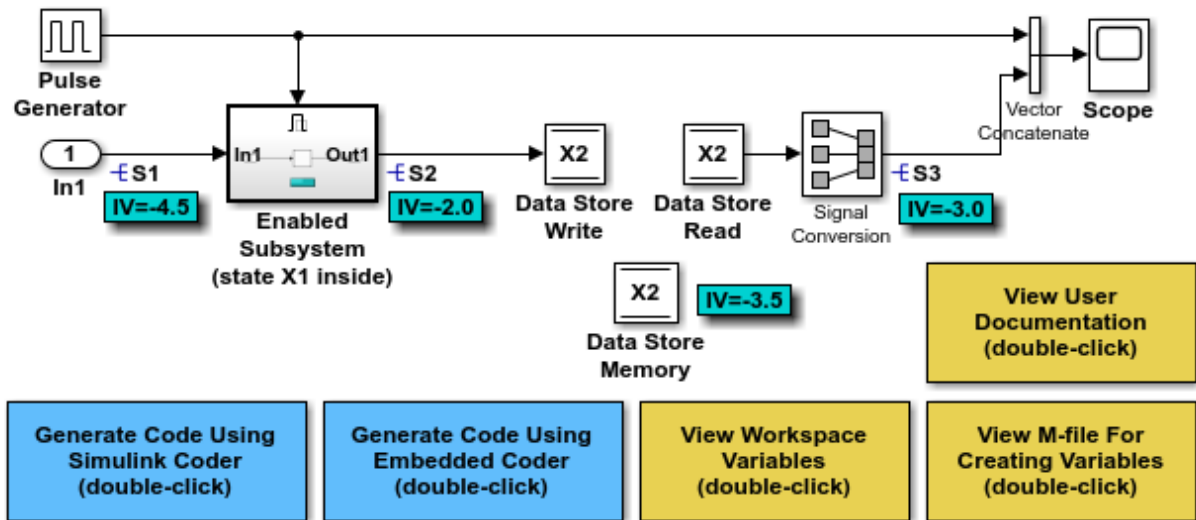 Pulse
Generator
1
In1
S1
IV=-4.5
In1
Out1
Enabled
Subsystem
(state X1 inside)
S2
IV=-2.0
X2
Data Store
Write
X2
Data Store
Read
Signal
Conversion
S3
IV=-3.0
Vector
Concatenate
Scope
X2
IV=-3.5
Data Store
Memory
View User
Documentation
(double-click)
Generate Code Using
Simulink Coder
(double-click)
Generate Code Using
Embedded Coder
(double-click)
View Workspace
Variables
(double-click)
View M-file For
Creating Variables
(double-click)